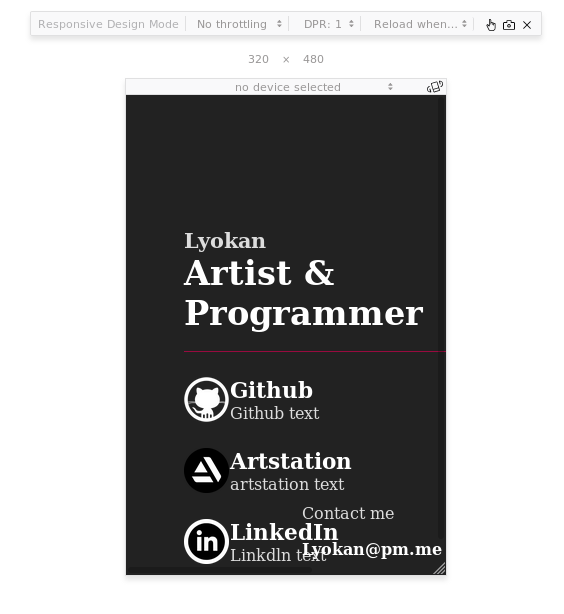 Responsive Design Mode No throttling DPR: 1 Reload when...
320 × 480
no device selected
Lyokan
Artist &
Programmer
Github
Github text
Artstation
artstation text
Contact me
LinkedIn
Linkdln text
Lyokan@pm.me